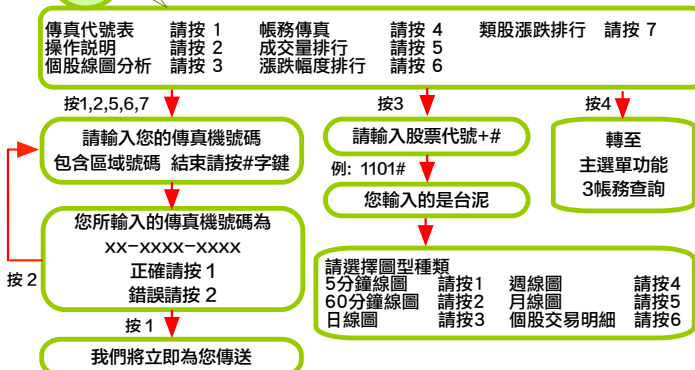 傳真代號表 請按 1 帳務傳真 請按 4 類股漲跌排行 請按 7
操作說明 請按 2 成交量排行 請按 5
個股線圖分析 請按 3 漲跌幅度排行 請按 6
按1,2,5,6,7
按3
按4
請輸入您的傳真機號碼
包含區域號碼 結束請按#字鍵
請輸入股票代號+#
轉至
主選單功能
3帳務查詢
例: 1101#
您輸入的是台泥
您所輸入的傳真機號碼為
xx-xxxx-xxxx
正確請按 1
錯誤請按 2
按 2
請選擇圖型種類
5分鐘線圖 請按1 週線圖 請按4
60分鐘線圖 請按2 月線圖 請按5
日線圖 請按3 個股交易明細 請按6
按 1
我們將立即為您傳送